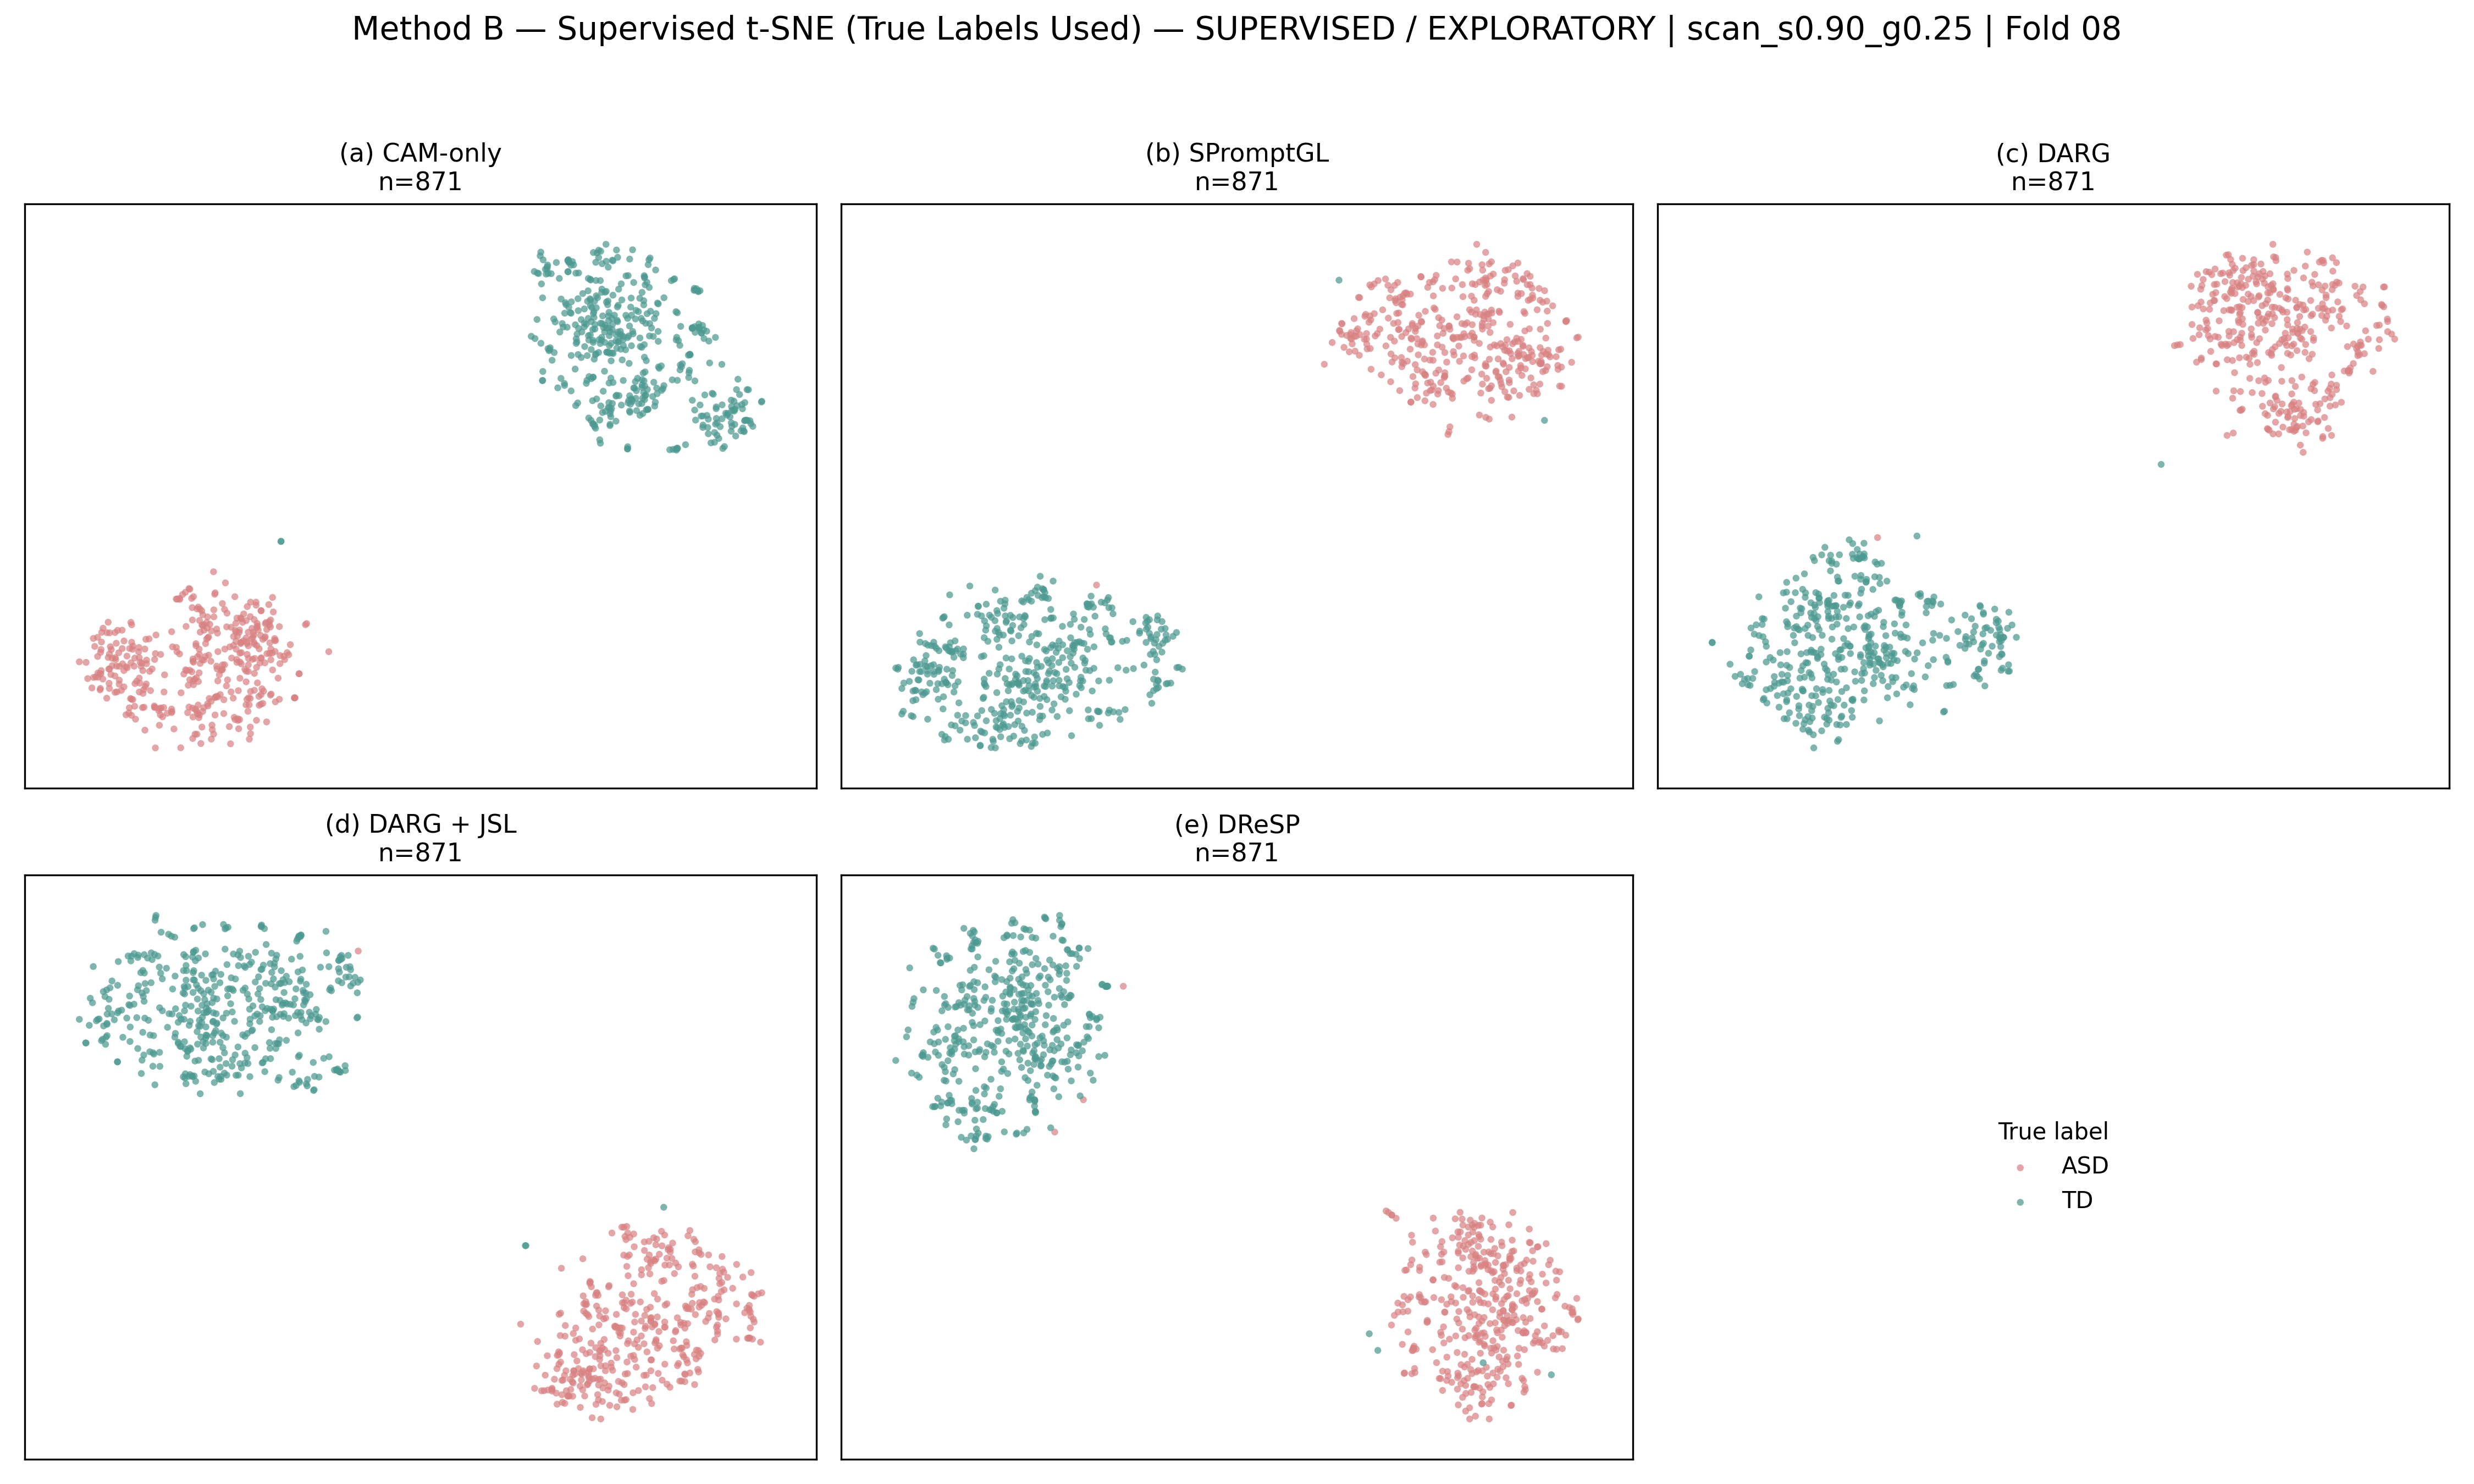 Method B — Supervised t-SNE (True Labels Used) — SUPERVISED / EXPLORATORY | scan_s0.90_g0.25 | Fold 08
(a) CAM-only
n=871
(b) SPromptGL
n=871
(c) DARG
n=871
(d) DARG + JSL
n=871
(e) DReSP
n=871
True label
ASD
TD